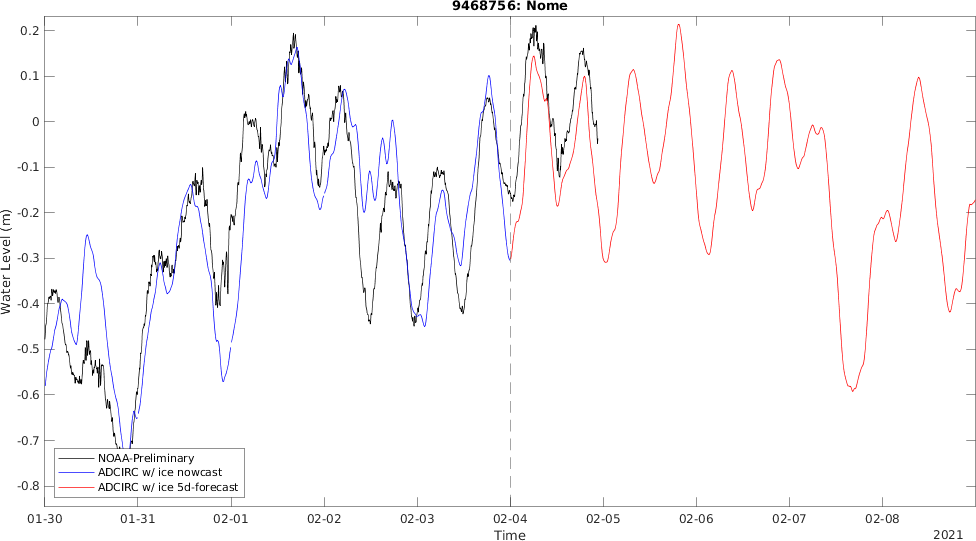 9468756: Nome
0.2
0.1
0
-0.1
-0.2
-0.3
-0.4
-0.5
-0.6
-0.7
-0.8
Water Level (m)
NOAA-Preliminary
ADCIRC w/ ice nowcast
ADCIRC w/ ice 5d-forecast
01-30 01-31 02-01 02-02 02-03 02-04 02-05 02-06 02-07 02-08
Time
2021